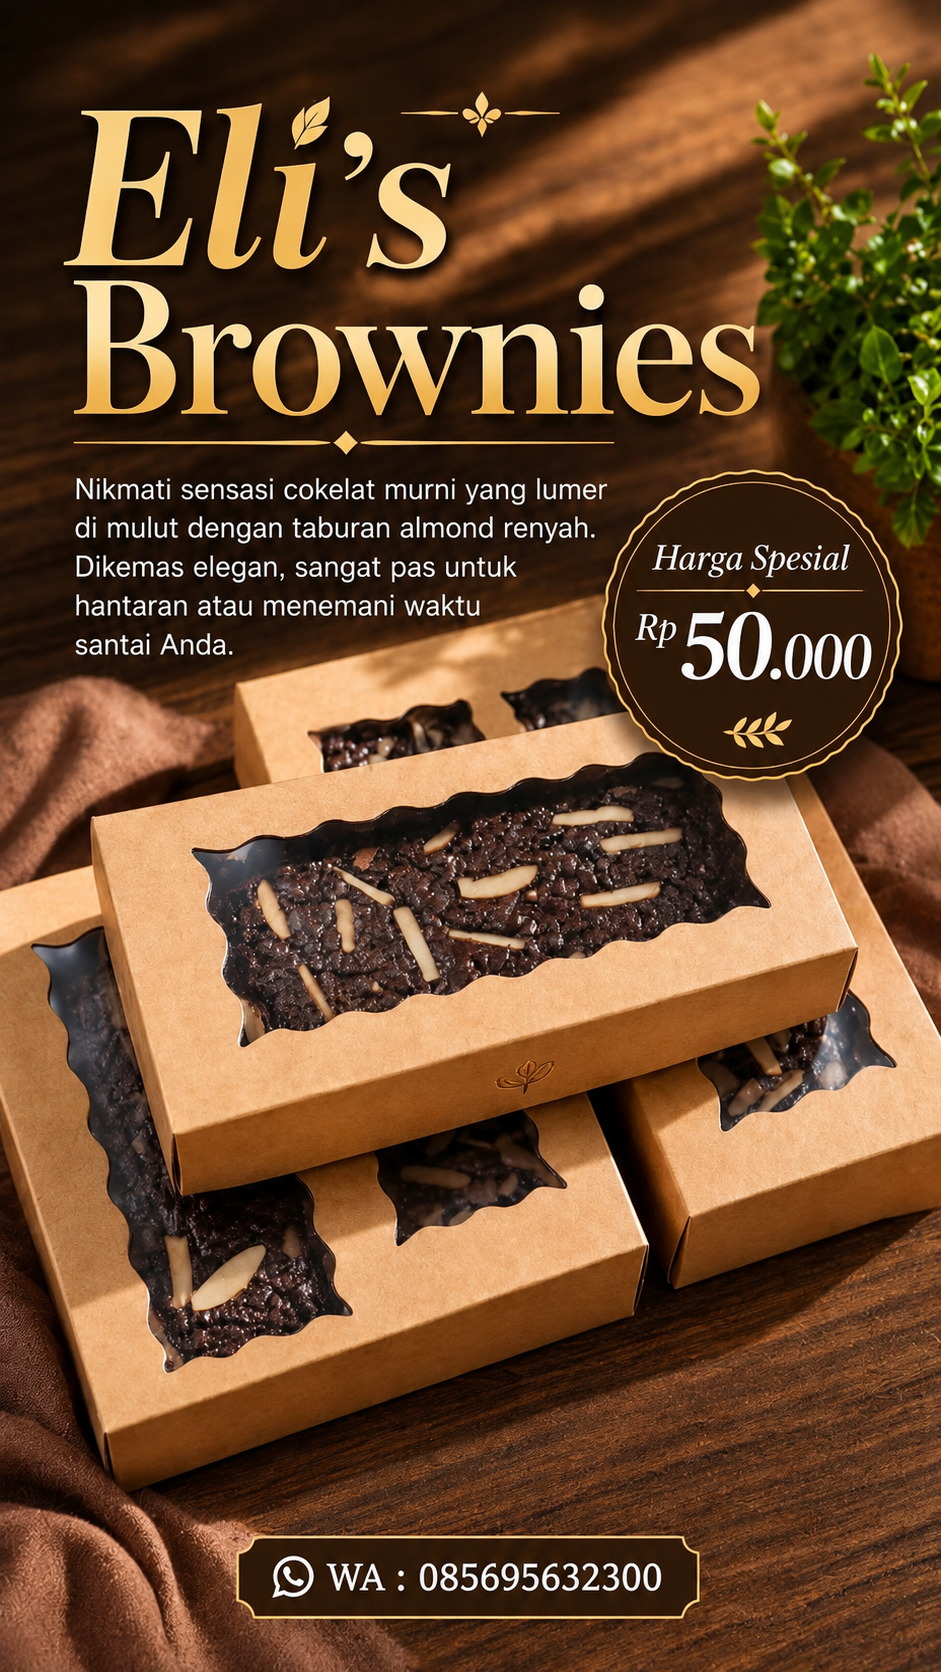 Eli's
Brownies
Nikmati sensasi cokelat murni yang lumer
di mulut dengan taburan almond renyah.
Dikemas elegan, sangat pas untuk
hantaran atau menemani waktu
santai Anda.
Harga Spesial
Rp 50.000
WA : 085695632300